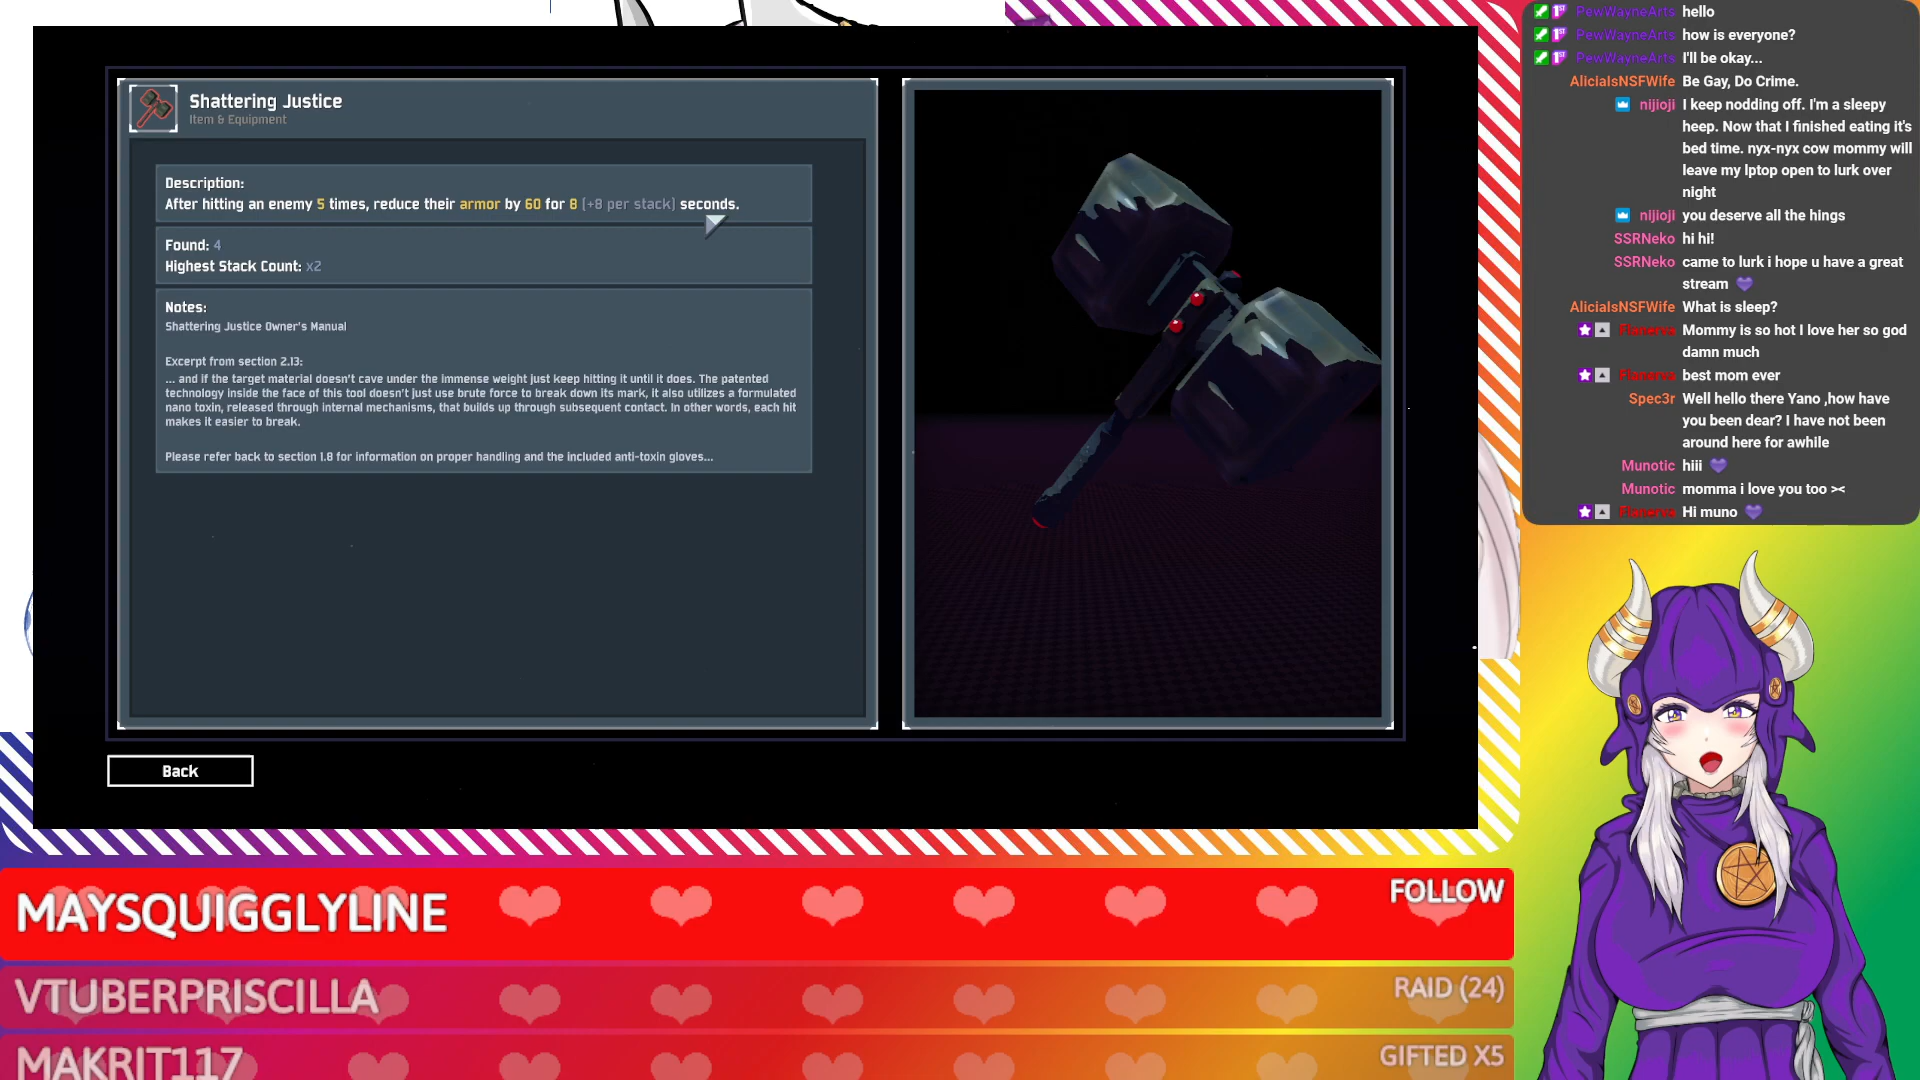 Shattering Justice
Item & Equipment
Description:
After hitting an enemy 5 times, reduce their armor by 60 for 8 (+8 per stack) seconds.
Found: 4
Highest Stack Count: x2
Notes:
Shattering Justice Owner's Manual
Excerpt from section 2.13:
... and if the target material doesn't cave under the immense weight just keep hitting it until it does. The patented
technology inside the face of this tool doesn't just use brute force to break down its mark, it also utilizes a formulated
nano toxin, released through internal mechanisms, that builds up through subsequent contact. In other words, each hit
makes it easier to break.
Please refer back to section 1.8 for information on proper handling and the included anti-toxin gloves...
Back
PewWayneArts hello
PewWayneArts how is everyone?
PewWayneArts I'll be okay...
AliciaIsNSFWife Be Gay, Do Crime.
nijioji I keep nodding off. I'm a sleepy
heep. Now that I finished eating it's
bed time. nyx-nyx cow mommy will
leave my lptop open to lurk over
night
nijioji you deserve all the hings
SSRNeko hi hi!
SSRNeko came to lurk i hope u have a great
stream
AliciaIsNSFWife What is sleep?
Flanerva Mommy is so hot I love her so god
damn much
Flanerva best mom ever
Spec3r Well hello there Yano ,how have
you been dear? I have not been
around here for awhile
Munotic hiii
Munotic momma i love you too ><
Flanerva Hi muno
MAYSQUIGGLYLINE FOLLOW
VTUBERPRISCILLA RAID (24)
MAKRIT117 GIFTED X5